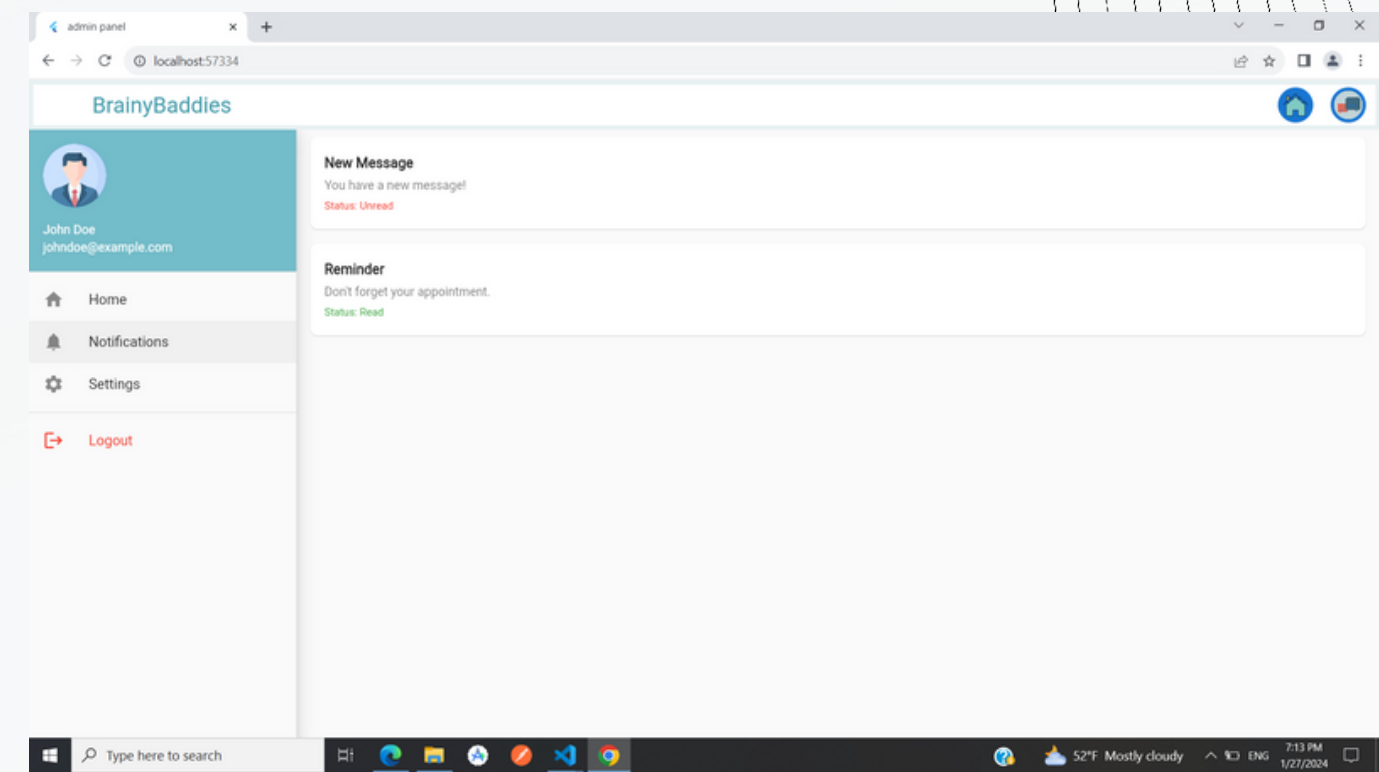 admin panel
localhost:57334
BrainyBaddies
John Doe
johndoe@example.com
Home
Notifications
Settings
Logout
New Message
You have a new message!
Status: Unread
Reminder
Don't forget your appointment.
Status: Read
Type here to search
52°F Mostly cloudy
ENG
7:13 PM
1/27/2024